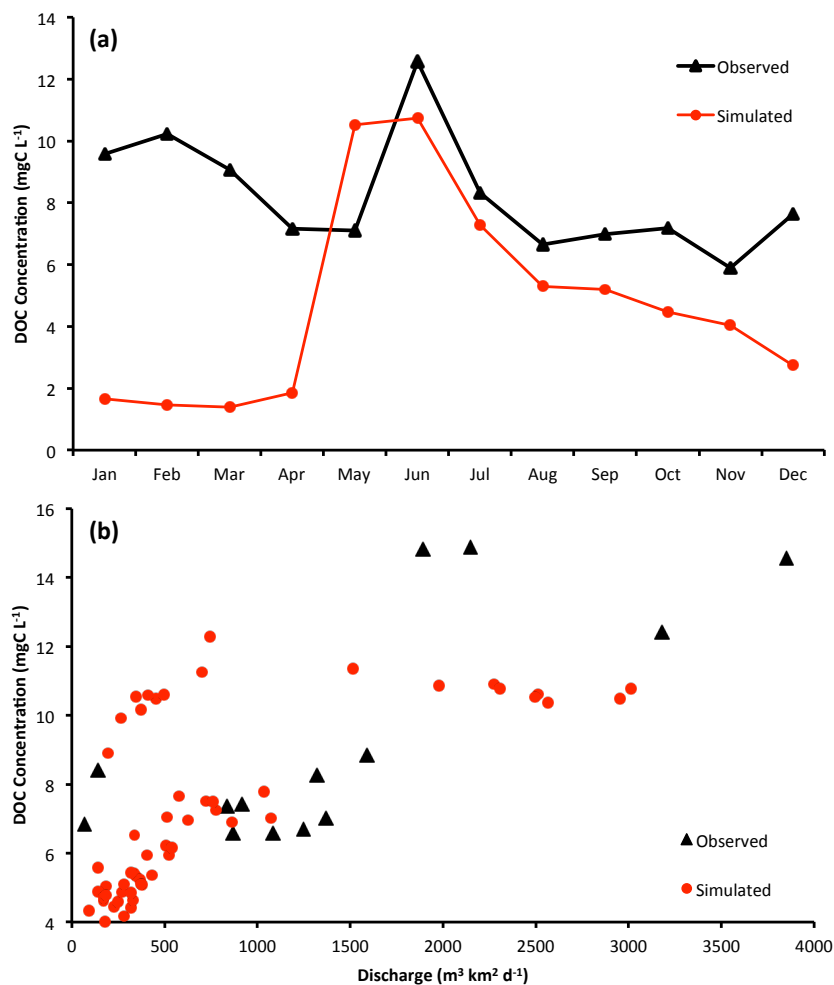 (a)
Observed
Simulated
DOC Concentration (mgC L-1)
14
12
10
8
6
4
2
0
Jan Feb Mar Apr May Jun Jul Aug Sep Oct Nov Dec
(b)
DOC Concentration (mgC L-1)
16
14
12
10
8
6
4
Observed
Simulated
0 500 1000 1500 2000 2500 3000 3500 4000
Discharge (m3 km2 d-1)